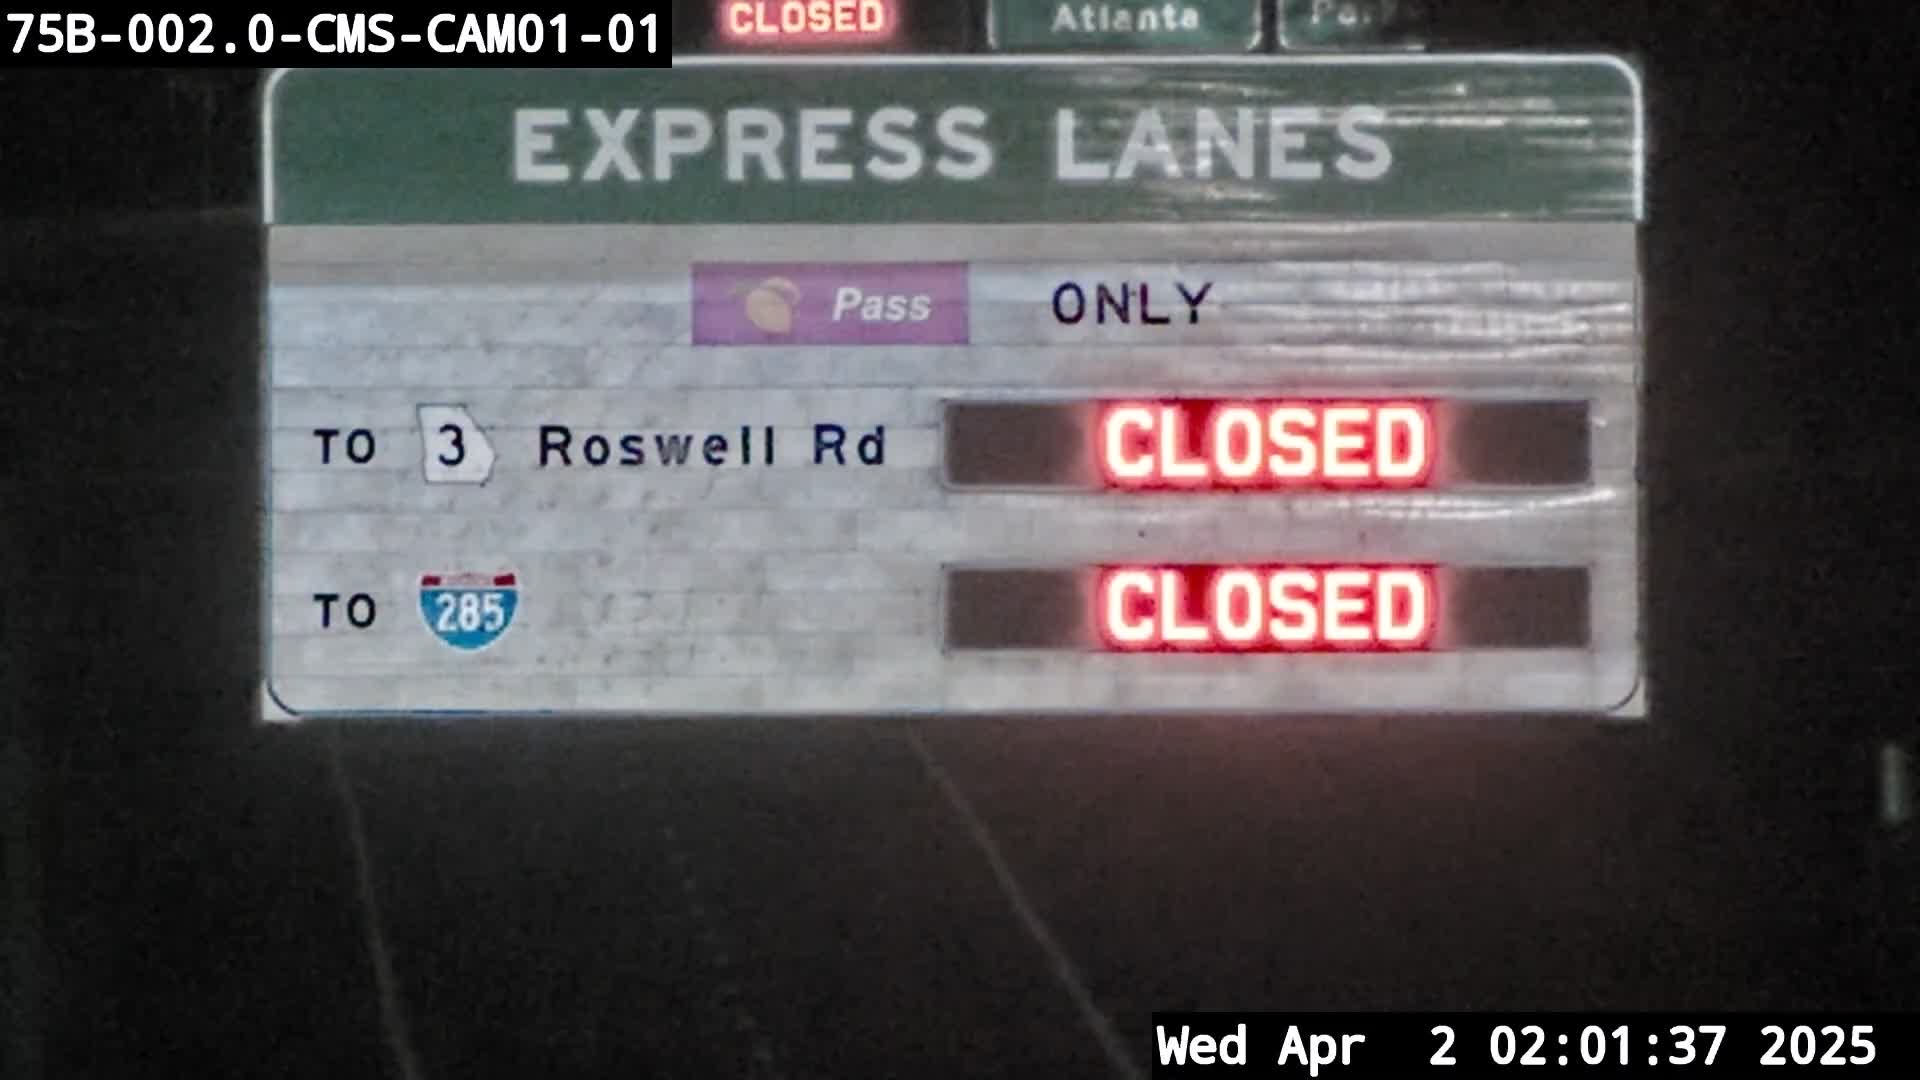 75B-002.0-CMS-CAM01-01
CLOSED
Atlanta
EXPRESS LANES
Pass ONLY
TO 3 Roswell Rd CLOSED
TO 285 CLOSED
Wed Apr 2 02:01:37 2025